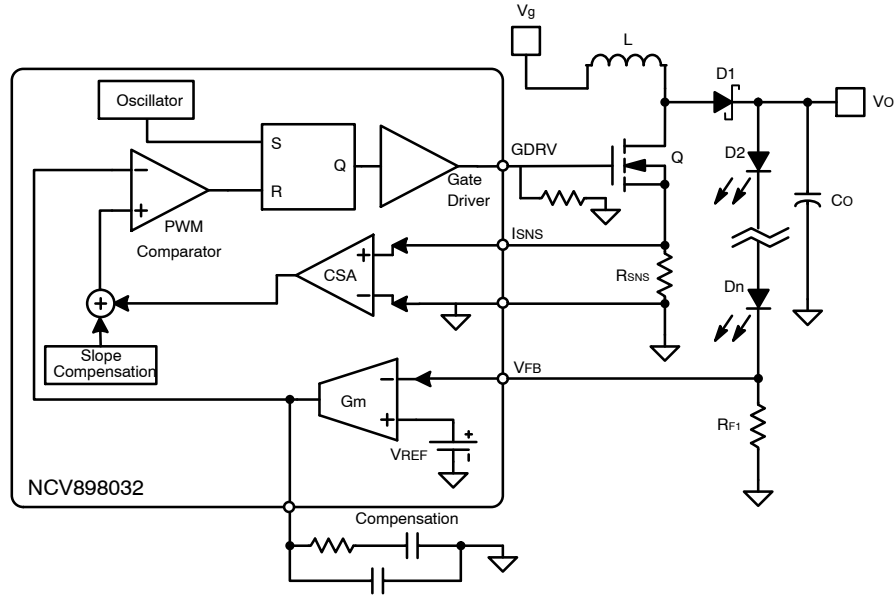 Vg
L
D1
VO
Oscillator
S
Q
R
GDRV
Q
D2
CO
Gate
Driver
PWM
Comparator
−
+
ISNS
CSA
+
−
RSNS
Dn
+
Slope
Compensation
VFB
Gm
−
+
VREF
+
-
RF1
NCV898032
Compensation